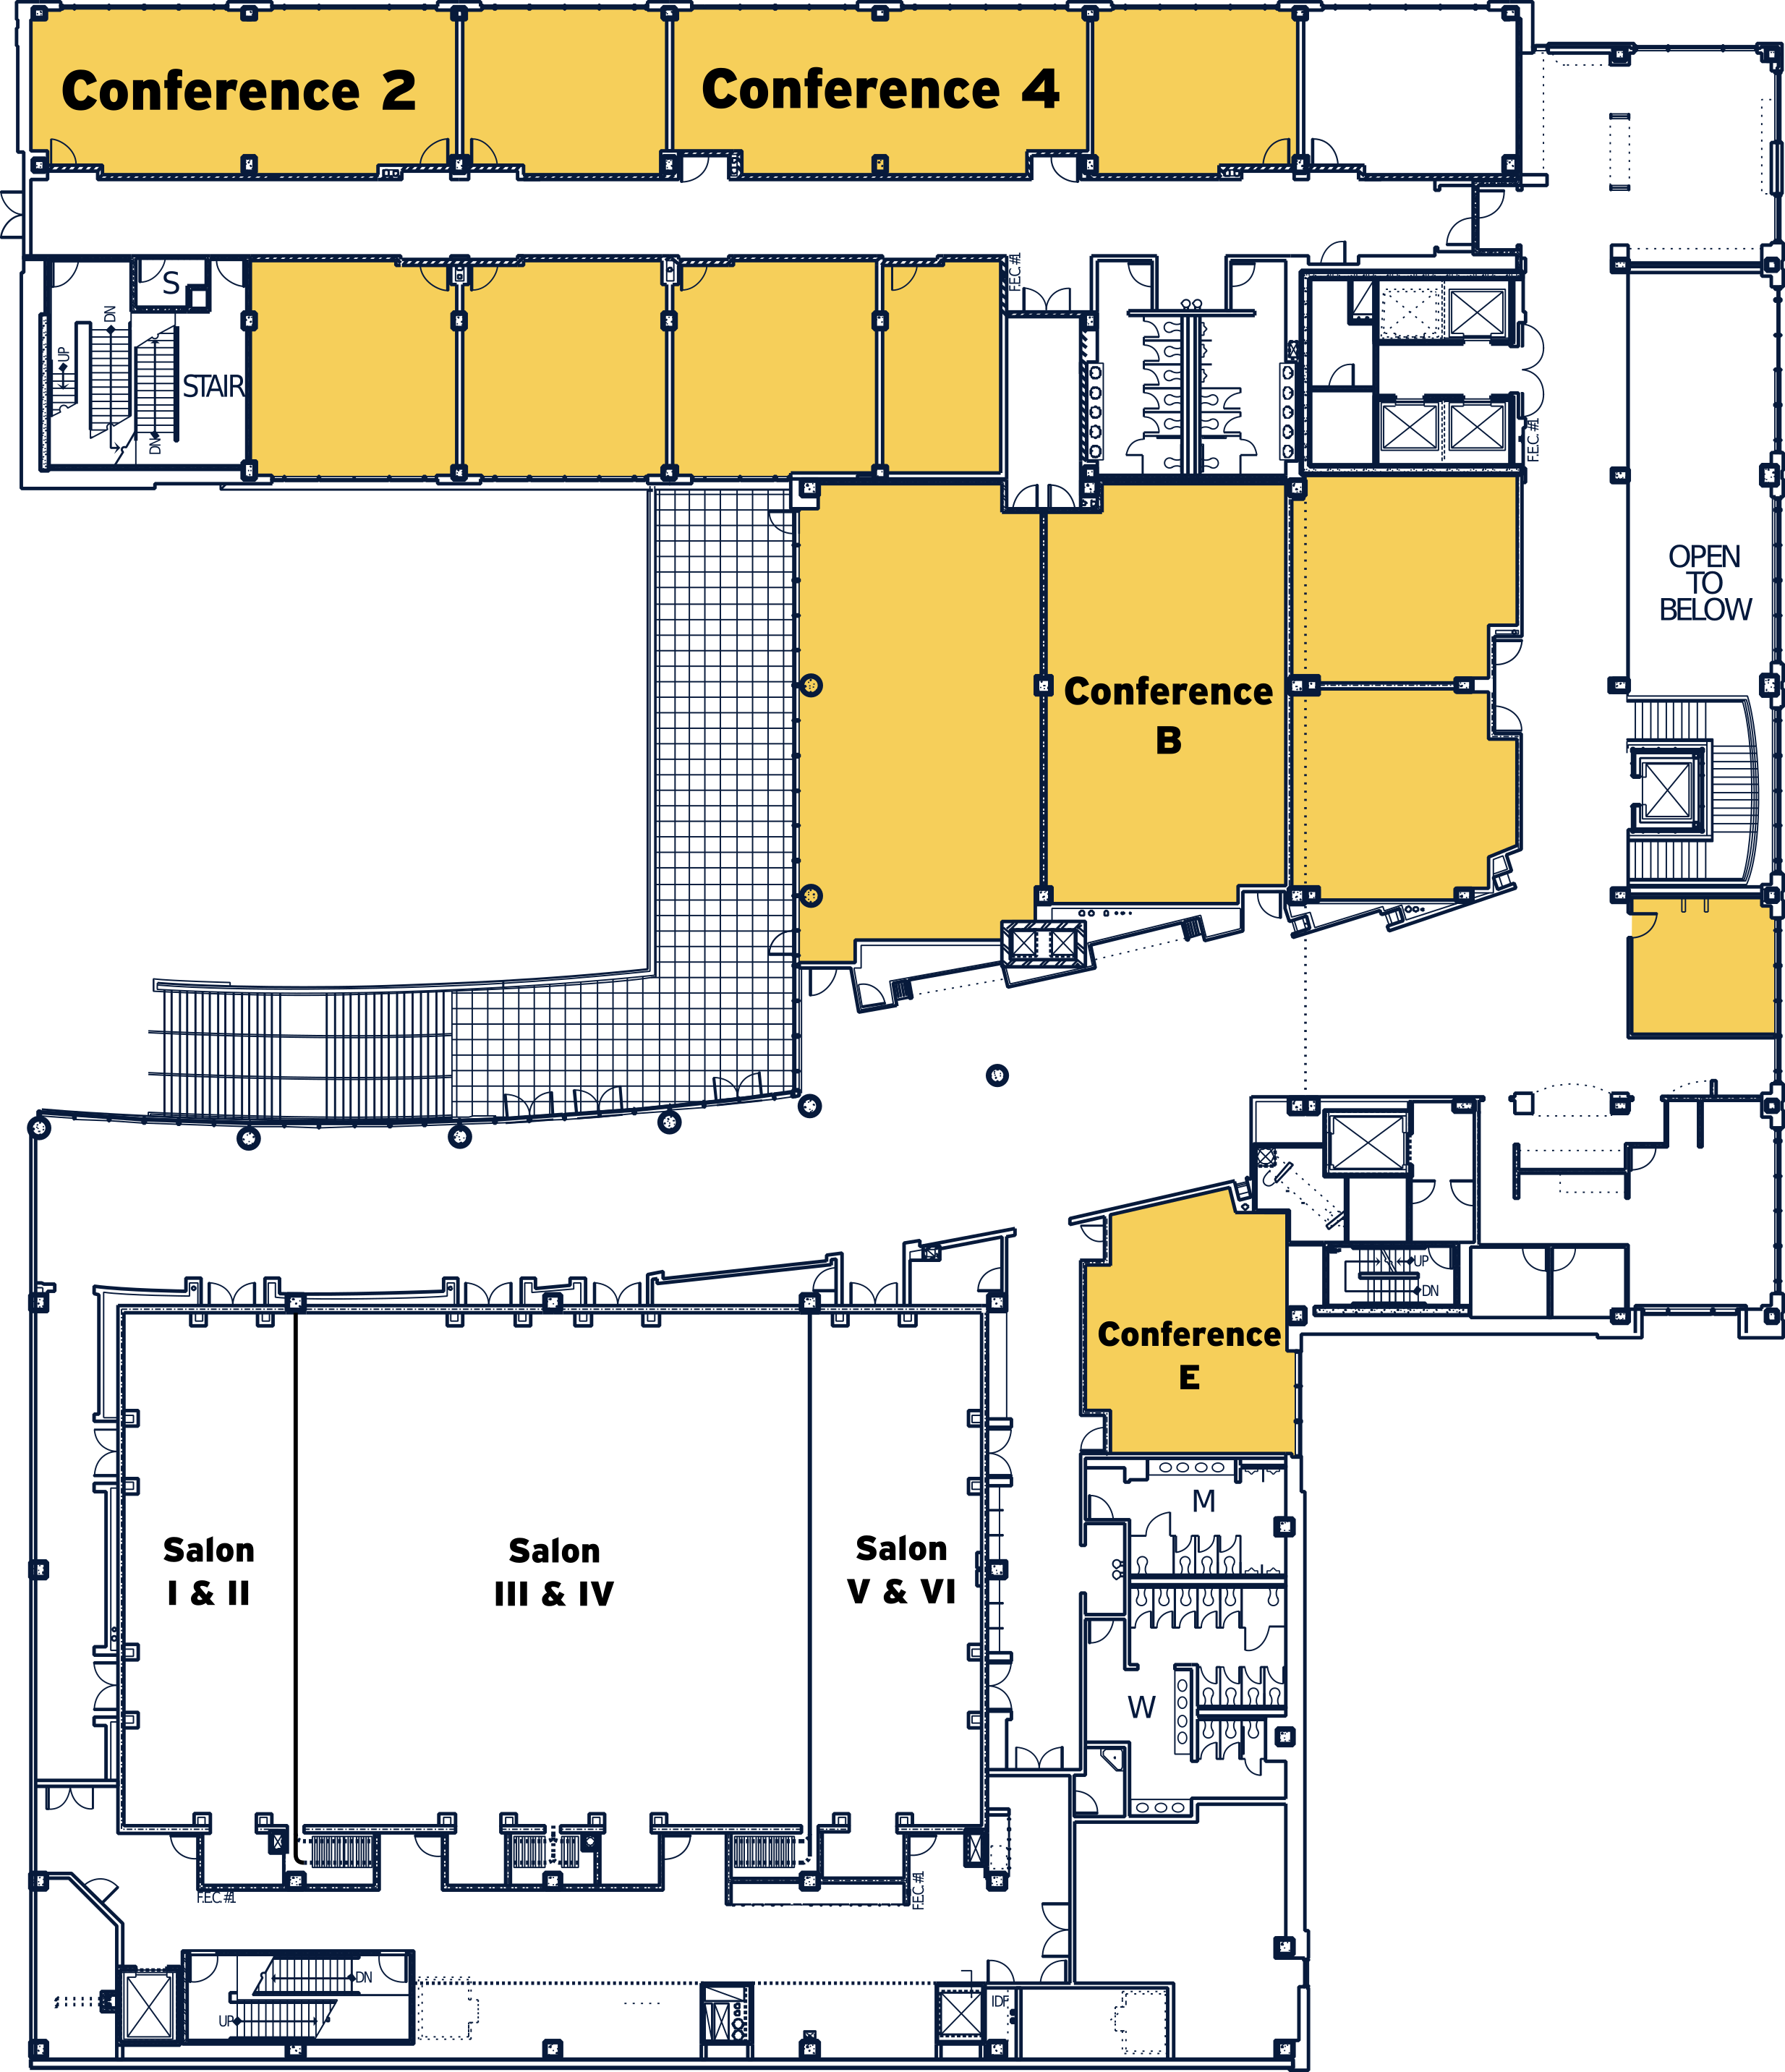 Conference 2
Conference 4
F.E.C. #1
S
DN
UP
STAIR
DN
F.E.C. #1
OPEN
TO
BELOW
Conference
B
UP
DN
Conference
E
M
Salon
I & II
Salon
III & IV
Salon
V & VI
W
F.E.C. #1
F.E.C. #1
DN
UP
IDF